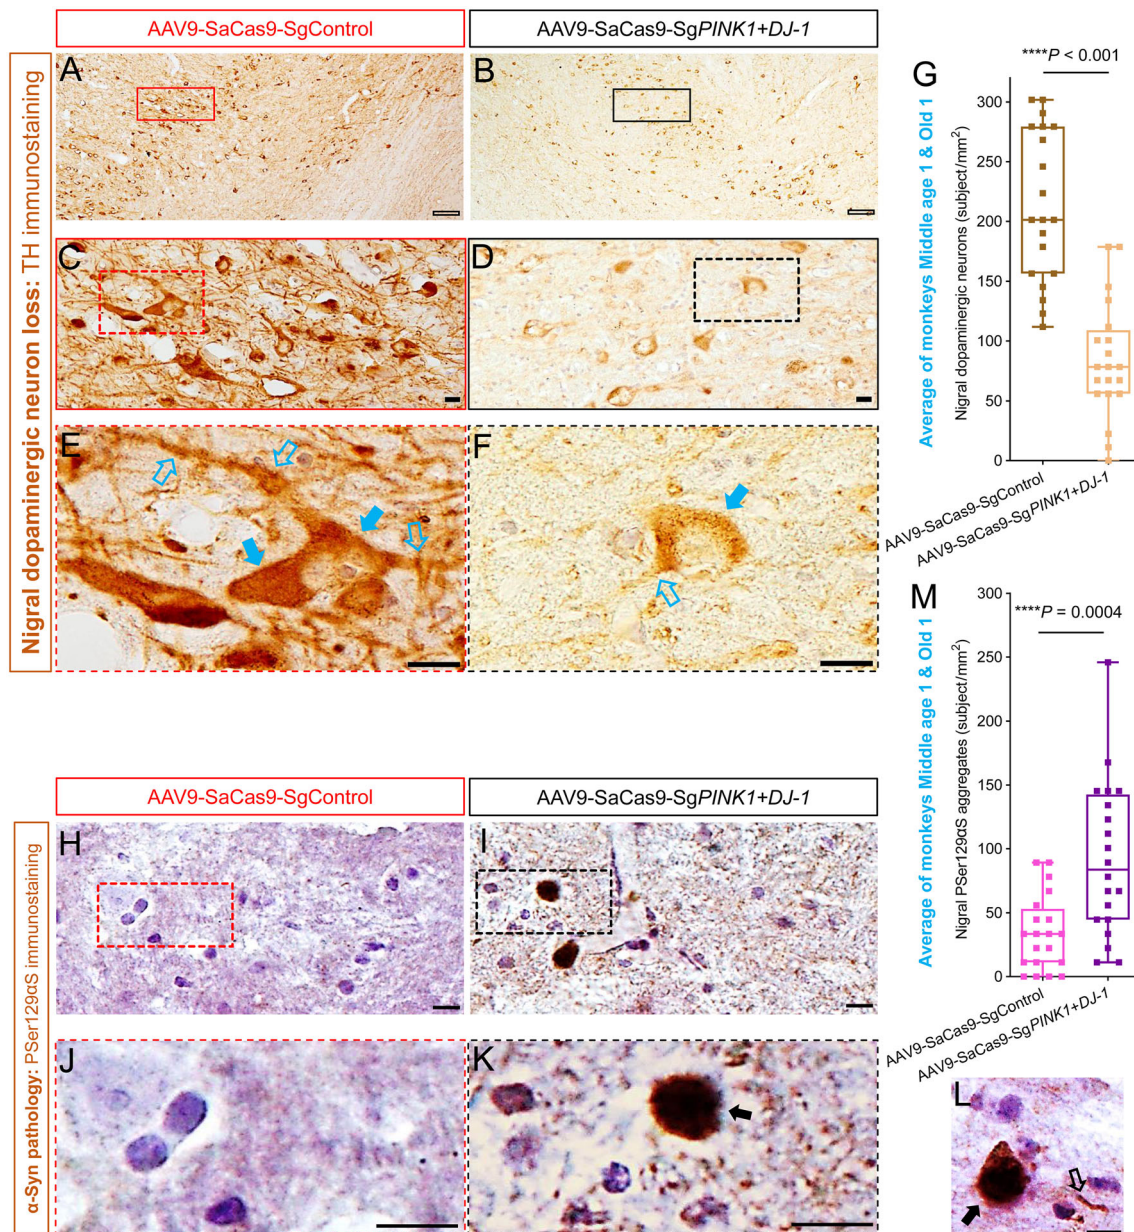 AAV9-SaCas9-SgControl
AAV9-SaCas9-SgPINK1+DJ-1
Nigral dopaminergic neuron loss: TH immunostaining
A
B
C
D
E
F
G
****P < 0.001
Average of monkeys Middle age 1 & Old 1
Nigral dopaminergic neurons (subject/mm²)
300
250
200
150
100
50
0
AAV9-SaCas9-SgControl
AAV9-SaCas9-SgPINK1+DJ-1
AAV9-SaCas9-SgControl
AAV9-SaCas9-SgPINK1+DJ-1
α-Syn pathology: PSer129αS immunostaining
H
I
J
K
M
****P = 0.0004
Average of monkeys Middle age 1 & Old 1
Nigral PSer129αS aggregates (subject/mm²)
300
250
200
150
100
50
0
AAV9-SaCas9-SgControl
AAV9-SaCas9-SgPINK1+DJ-1
L